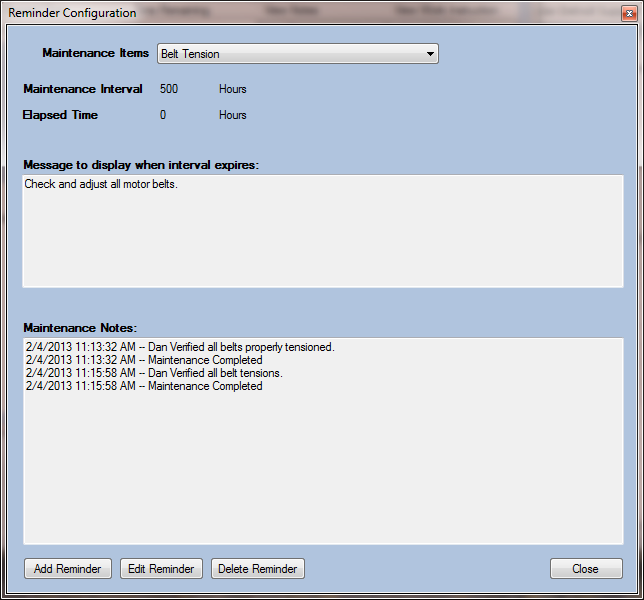 Reminder Configuration
Maintenance Items Belt Tension
Maintenance Interval 500 Hours
Elapsed Time 0 Hours
Message to display when interval expires:
Check and adjust all motor belts.
Maintenance Notes:
2/4/2013 11:13:32 AM -- Dan Verified all belts properly tensioned.
2/4/2013 11:13:32 AM -- Maintenance Completed
2/4/2013 11:15:58 AM -- Dan Verified all belt tensions.
2/4/2013 11:15:58 AM -- Maintenance Completed
Add Reminder Edit Reminder Delete Reminder Close